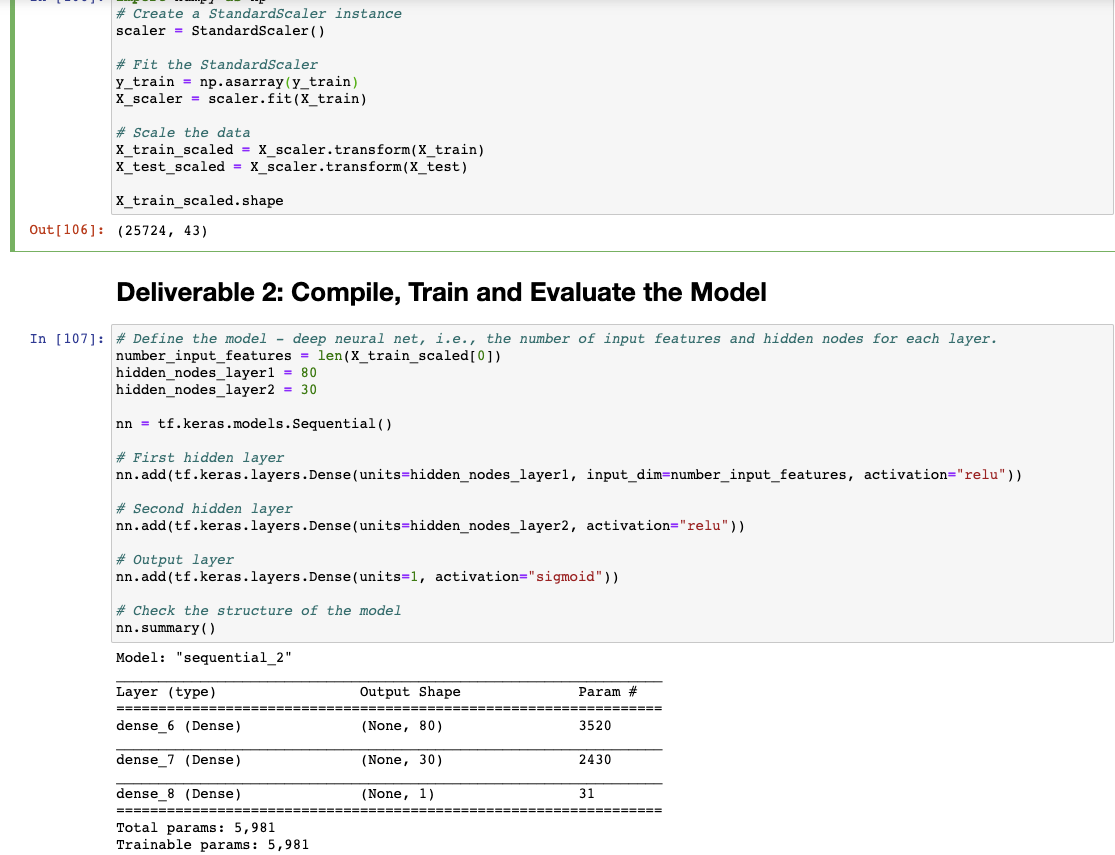 # Create a StandardScaler instance
scaler = StandardScaler()
# Fit the StandardScaler
y_train = np.asarray(y_train)
X_scaler = scaler.fit(X_train)
# Scale the data
X_train_scaled = X_scaler.transform(X_train)
X_test_scaled = X_scaler.transform(X_test)
X_train_scaled.shape
Out[106]: (25724, 43)
Deliverable 2: Compile, Train and Evaluate the Model
In [107]: # Define the model - deep neural net, i.e., the number of input features and hidden nodes for each layer.
number_input_features = len(X_train_scaled[0])
hidden_nodes_layer1 = 80
hidden_nodes_layer2 = 30
nn = tf.keras.models.Sequential()
# First hidden layer
nn.add(tf.keras.layers.Dense(units=hidden_nodes_layer1, input_dim=number_input_features, activation="relu"))
# Second hidden layer
nn.add(tf.keras.layers.Dense(units=hidden_nodes_layer2, activation="relu"))
# Output layer
nn.add(tf.keras.layers.Dense(units=1, activation="sigmoid"))
# Check the structure of the model
nn.summary()
Model: "sequential_2"
Layer (type) Output Shape Param #
=================================================================
dense_6 (Dense) (None, 80) 3520
dense_7 (Dense) (None, 30) 2430
dense_8 (Dense) (None, 1) 31
=================================================================
Total params: 5,981
Trainable params: 5,981